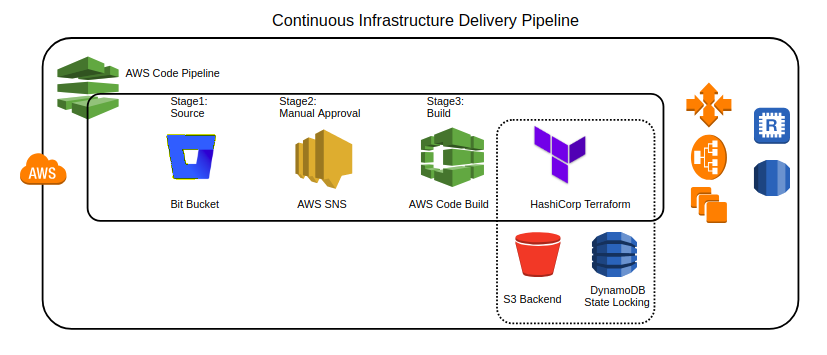 Continuous Infrastructure Delivery Pipeline
AWS Code Pipeline
Stage1:
Source
Stage2:
Manual Approval
Stage3:
Build
AWS
R
Bit Bucket
AWS SNS
AWS Code Build
HashiCorp Terraform
S3 Backend
DynamoDB
State Locking